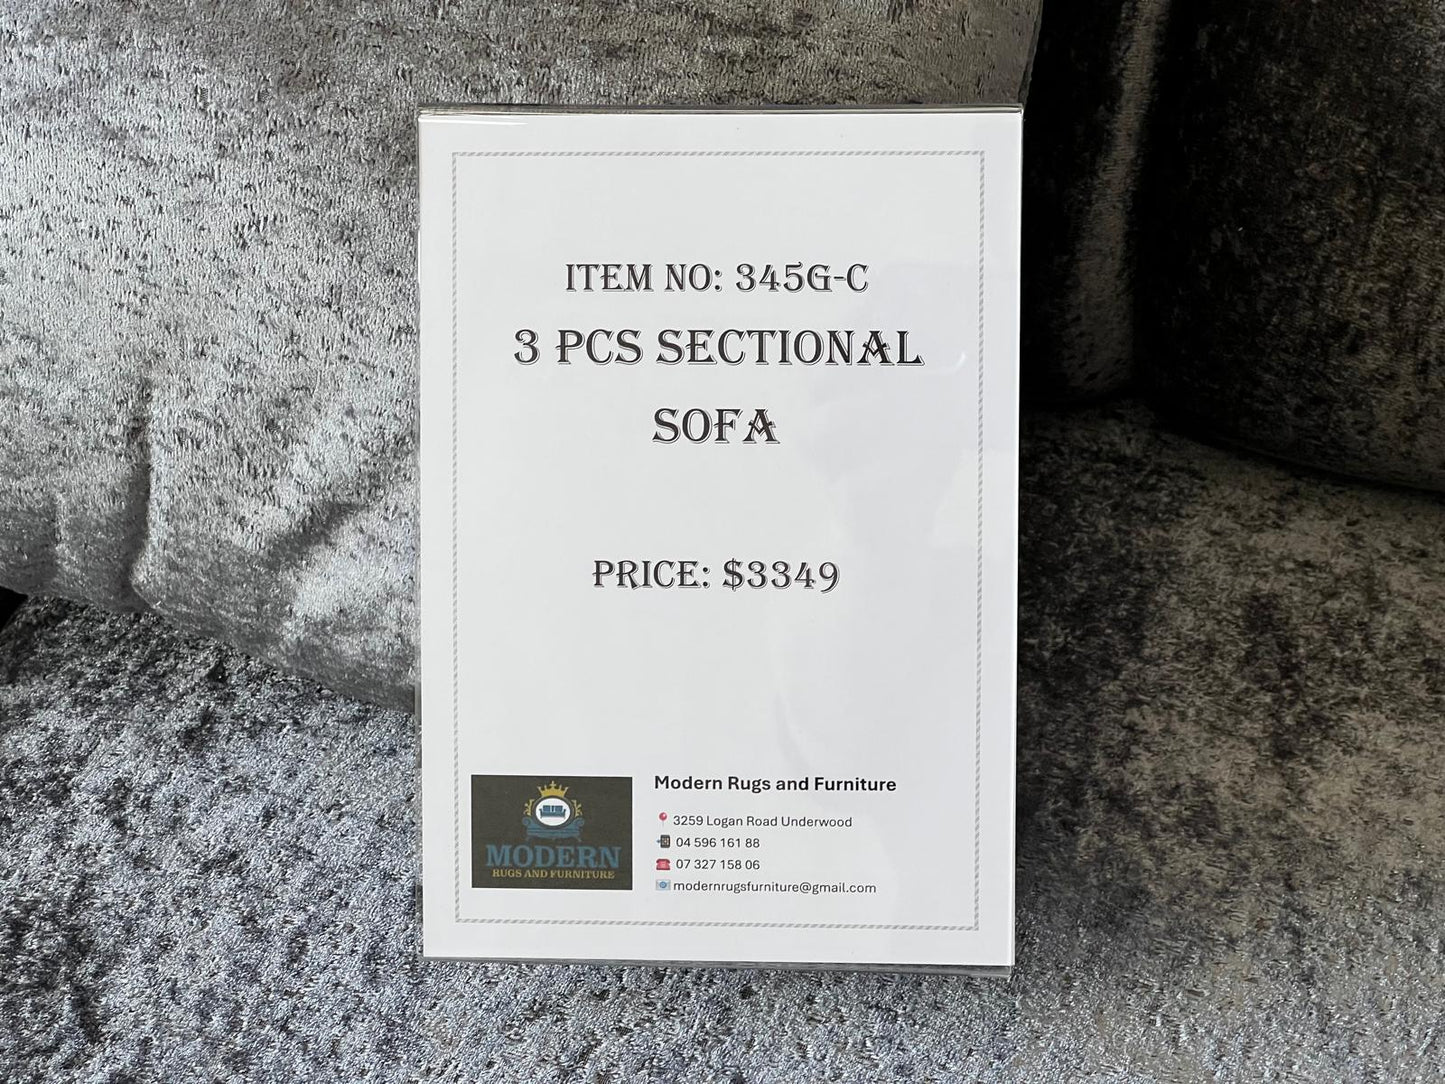 ITEM NO: 345G-C
3 PCS SECTIONAL
SOFA
PRICE: $3349
MODERN
RUGS AND FURNITURE
Modern Rugs and Furniture
3259 Logan Road Underwood
04 596 161 88
07 327 158 06
modernrugsfurniture@gmail.com